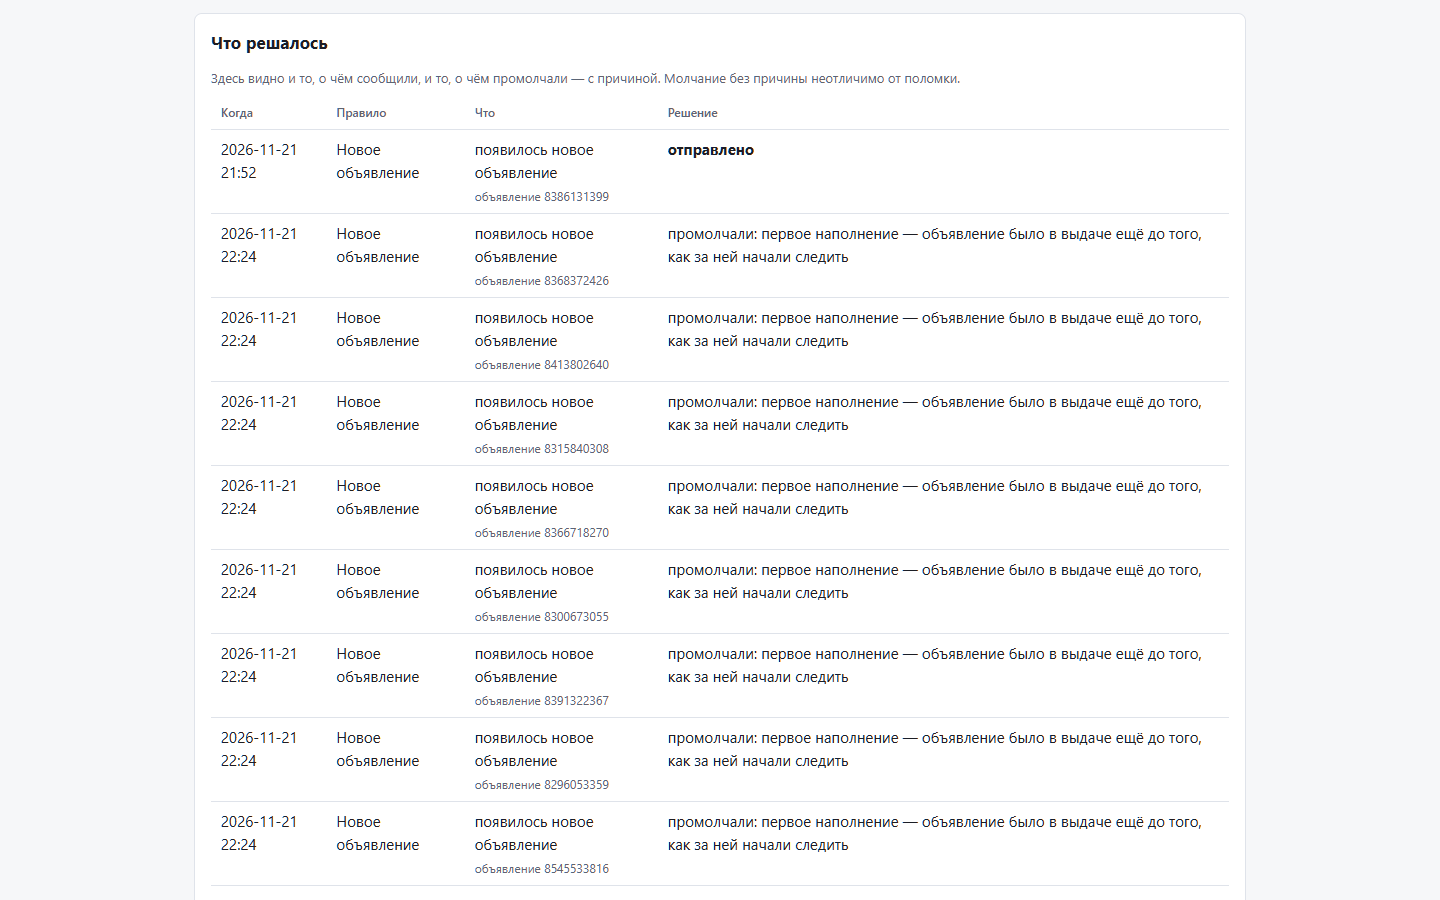 Что решалось
Здесь видно и то, о чём сообщили, и то, о чём промолчали — с причиной. Молчание без причины неотличимо от поломки.
Когда Правило Что Решение
2026-11-21 Новое появилось новое отправлено
21:52 объявление объявление
объявление 8386131399
2026-11-21 Новое появилось новое промолчали: первое наполнение — объявление было в выдаче ещё до того,
22:24 объявление объявление как за ней начали следить
объявление 8368372426
2026-11-21 Новое появилось новое промолчали: первое наполнение — объявление было в выдаче ещё до того,
22:24 объявление объявление как за ней начали следить
объявление 8413802640
2026-11-21 Новое появилось новое промолчали: первое наполнение — объявление было в выдаче ещё до того,
22:24 объявление объявление как за ней начали следить
объявление 8315840308
2026-11-21 Новое появилось новое промолчали: первое наполнение — объявление было в выдаче ещё до того,
22:24 объявление объявление как за ней начали следить
объявление 8366718270
2026-11-21 Новое появилось новое промолчали: первое наполнение — объявление было в выдаче ещё до того,
22:24 объявление объявление как за ней начали следить
объявление 8300673055
2026-11-21 Новое появилось новое промолчали: первое наполнение — объявление было в выдаче ещё до того,
22:24 объявление объявление как за ней начали следить
объявление 8391322367
2026-11-21 Новое появилось новое промолчали: первое наполнение — объявление было в выдаче ещё до того,
22:24 объявление объявление как за ней начали следить
объявление 8296053359
2026-11-21 Новое появилось новое промолчали: первое наполнение — объявление было в выдаче ещё до того,
22:24 объявление объявление как за ней начали следить
объявление 8545533816